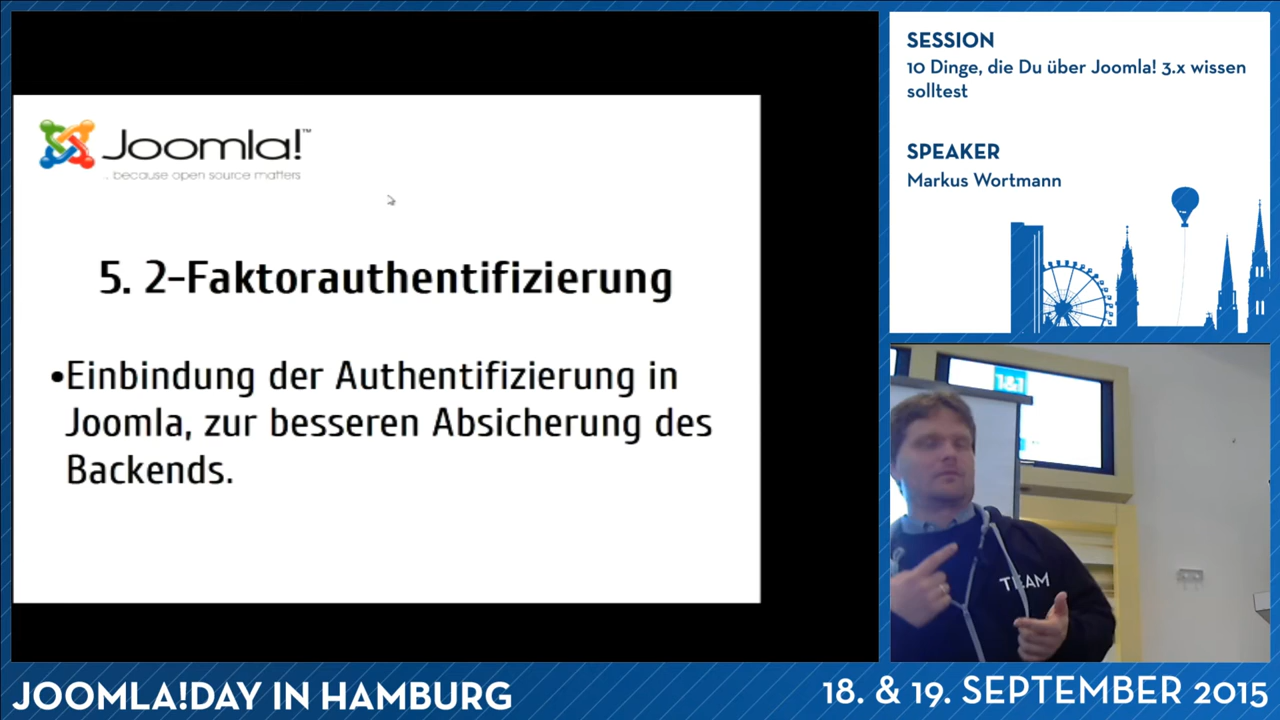 Joomla!™
... because open source matters
5. 2-Faktorauthentifizierung
•Einbindung der Authentifizierung in
Joomla, zur besseren Absicherung des
Backends.
SESSION
10 Dinge, die Du über Joomla! 3.x wissen
solltest
SPEAKER
Markus Wortmann
1&1
TEAM
JOOMLA!DAY IN HAMBURG
18. & 19. SEPTEMBER 2015